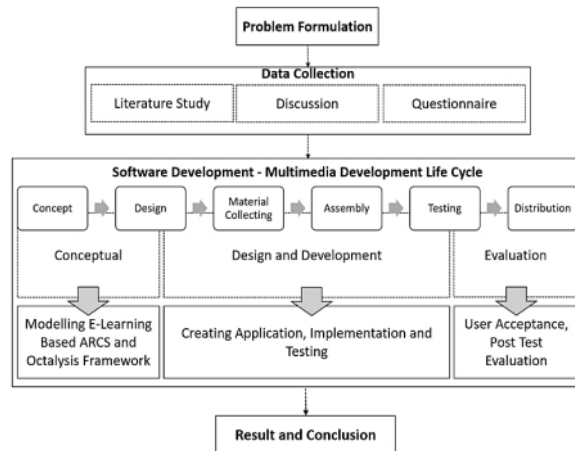 Problem Formulation
Data Collection
Literature Study
Discussion
Questionnaire
Software Development - Multimedia Development Life Cycle
Concept
Design
Material
Collecting
Assembly
Testing
Distribution
Conceptual
Design and Development
Evaluation
Modelling E-Learning
Based ARCS and
Octalysis Framework
Creating Application, Implementation and
Testing
User Acceptance,
Post Test
Evaluation
Result and Conclusion